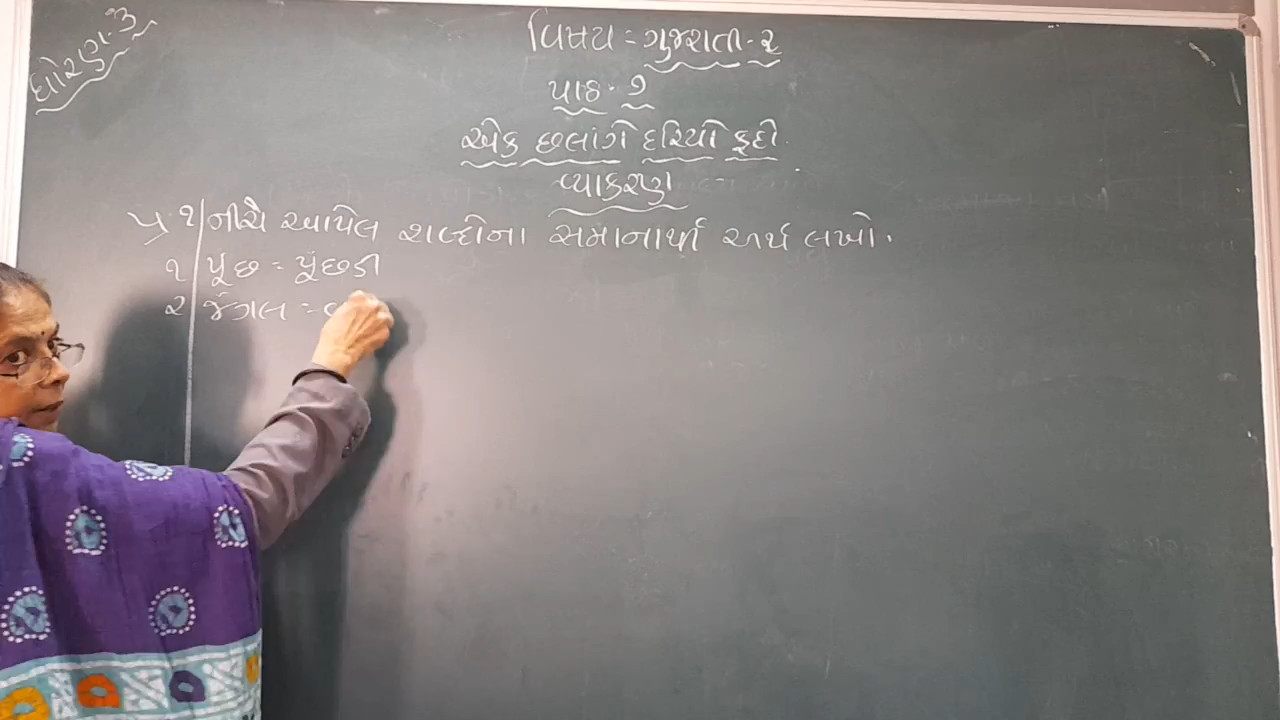 ધોરણ-૩
વિષય = ગુજરાતી-૨
પાઠ - ૭
એક છલાંગે દરિયો કૂદી.
વ્યાકરણ
પ્ર.૧ નીચે આપેલ શબ્દોના સમાનાર્થી અર્થ લખો.
૧ પૂંછ = પૂંછડી
૨ જંગલ =